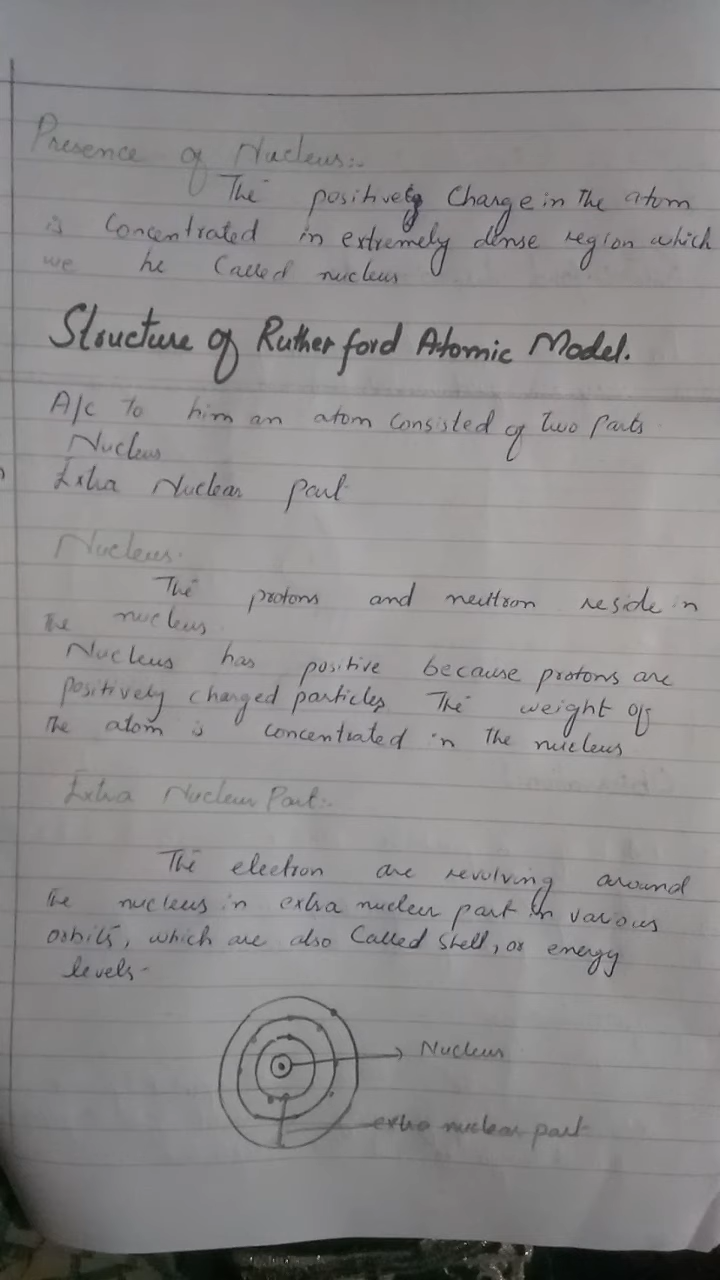 Presence of Nucleus:-
The positively Charge in The atom
is Concentrated in extremely dense region which
we he Called nucleus
Structure of Rutherford Atomic Model.
A/c To him an atom consisted of Two Parts
Nucleus
Extra Nuclear part
Nucleus.
The protons and neutron reside in
The nucleus.
Nucleus has positive because protons are
positively charged particles. The weight of
The atom is concentrated in The nucleus
Extra Nuclear Part:-
The electron are revolving around
The nucleus in extra nuclear part in various
orbits, which are also Called shell, or energy
levels-
Nucleus
extra nuclear part